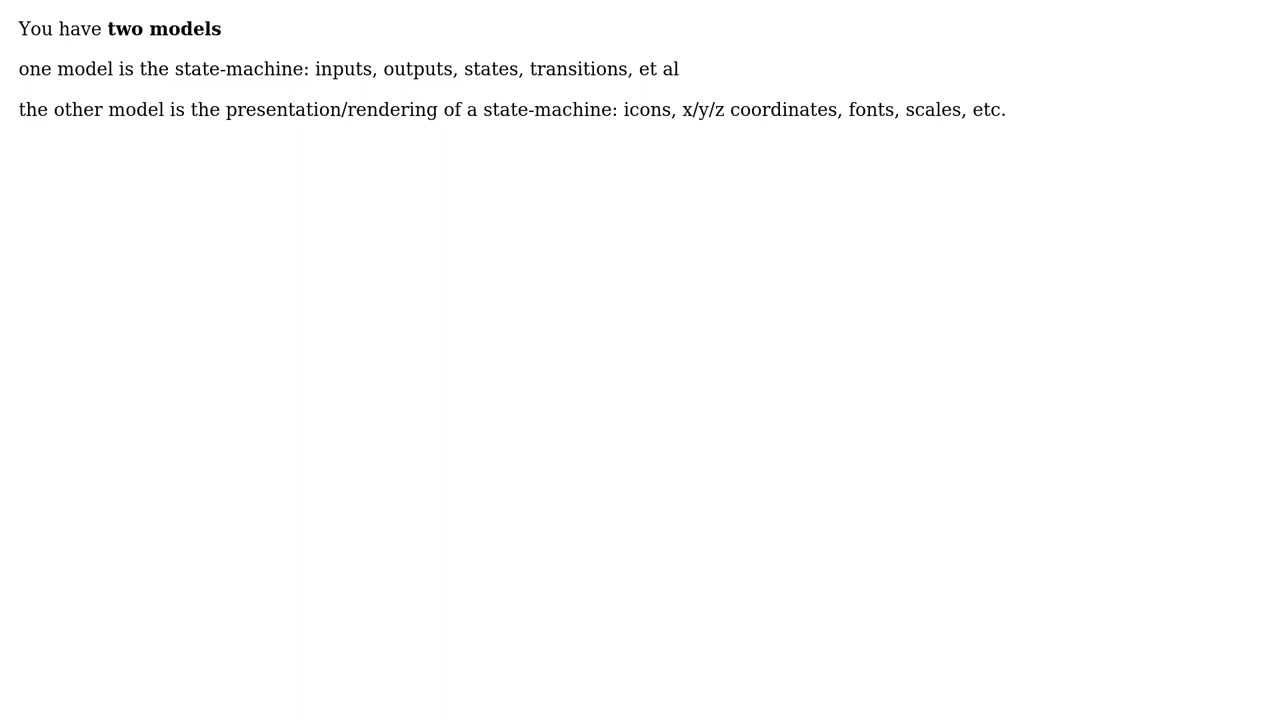 You have two models
one model is the state-machine: inputs, outputs, states, transitions, et al
the other model is the presentation/rendering of a state-machine: icons, x/y/z coordinates, fonts, scales, etc.